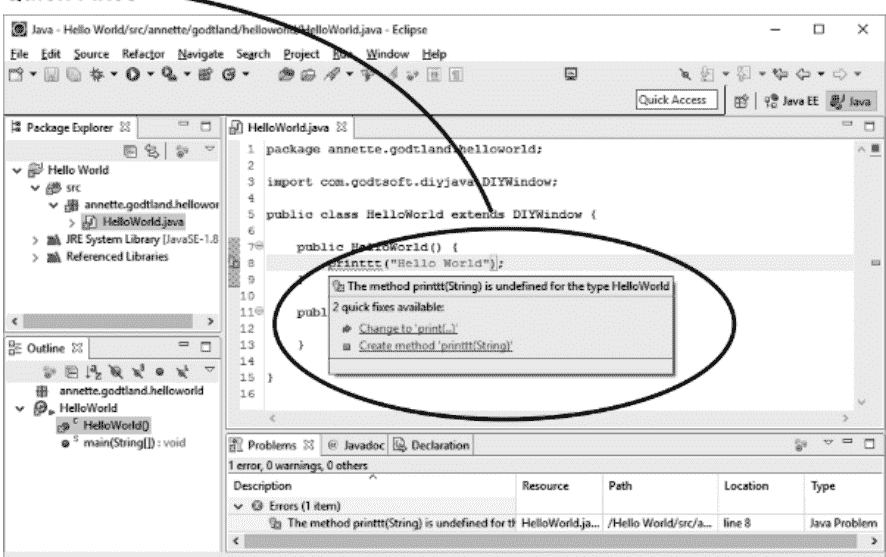 Java - Hello World/src/annette/godtland/helloworld/HelloWorld.java - Eclipse
File Edit Source Refactor Navigate Search Project Run Window Help
Quick Access
Java EE
Java
Package Explorer
Hello World
src
annette.godtland.hellowor
HelloWorld.java
JRE System Library [JavaSE-1.8
Referenced Libraries
Outline
annette.godtland.helloworld
HelloWorld
HelloWorld()
main(String[]) : void
HelloWorld.java
1 package annette.godtland.helloworld;
2
3 import com.godtsoft.diyjava.DIYWindow;
4
5 public class HelloWorld extends DIYWindow {
6
7 public HelloWorld() {
8 printtt("Hello World");
9
10
11 publ
12
13 }
14
15 }
16
The method printtt(String) is undefined for the type HelloWorld
2 quick fixes available:
Change to 'print(..)'
Create method 'printtt(String)'
Problems Javadoc Declaration
1 error, 0 warnings, 0 others
Description Resource Path Location Type
Errors (1 item)
The method printtt(String) is undefined for th HelloWorld.ja... /Hello World/src/a... line 8 Java Problem